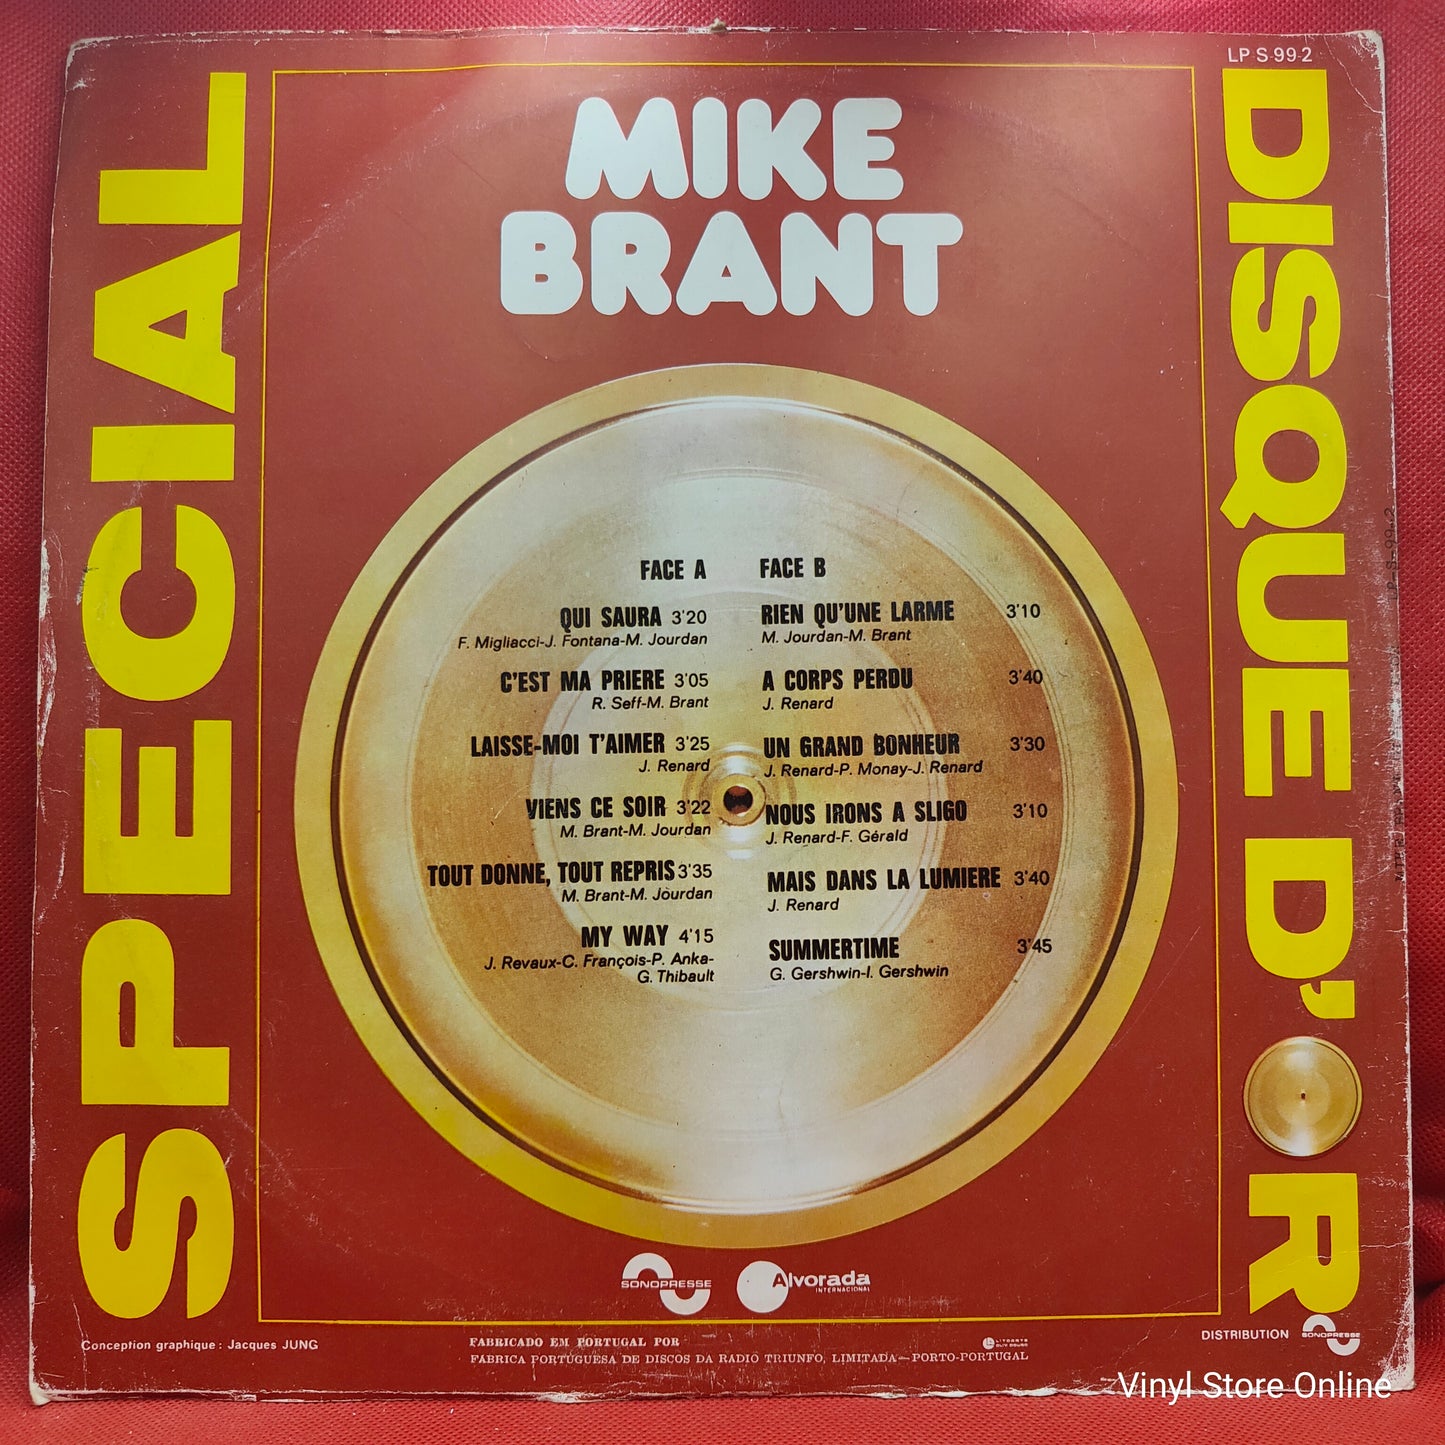 LP S-99-2
SPECIAL
DISQUE D'OR
MIKE
BRANT
FACE A
QUI SAURA 3'20
F. Migliacci-J. Fontana-M. Jourdan
C'EST MA PRIERE 3'05
R. Seff-M. Brant
LAISSE-MOI T'AIMER 3'25
J. Renard
VIENS CE SOIR 3'22
M. Brant-M. Jourdan
TOUT DONNE, TOUT REPRIS 3'35
M. Brant-M. Jourdan
MY WAY 4'15
J. Revaux-C. François-P. Anka-
G. Thibault
FACE B
RIEN QU'UNE LARME 3'10
M. Jourdan-M. Brant
A CORPS PERDU 3'40
J. Renard
UN GRAND BONHEUR 3'30
J. Renard-P. Monay-J. Renard
NOUS IRONS A SLIGO 3'10
J. Renard-F. Gérald
MAIS DANS LA LUMIERE 3'40
J. Renard
SUMMERTIME 3'45
G. Gershwin-I. Gershwin
SONOPRESSE
Alvorada
INTERNACIONAL
Conception graphique : Jacques JUNG
FABRICADO EM PORTUGAL POR
FÁBRICA PORTUGUESA DE DISCOS DA RÁDIO TRIUNFO, LIMITADA—PORTO-PORTUGAL
DISTRIBUTION SONOPRESSE
Vinyl Store Online